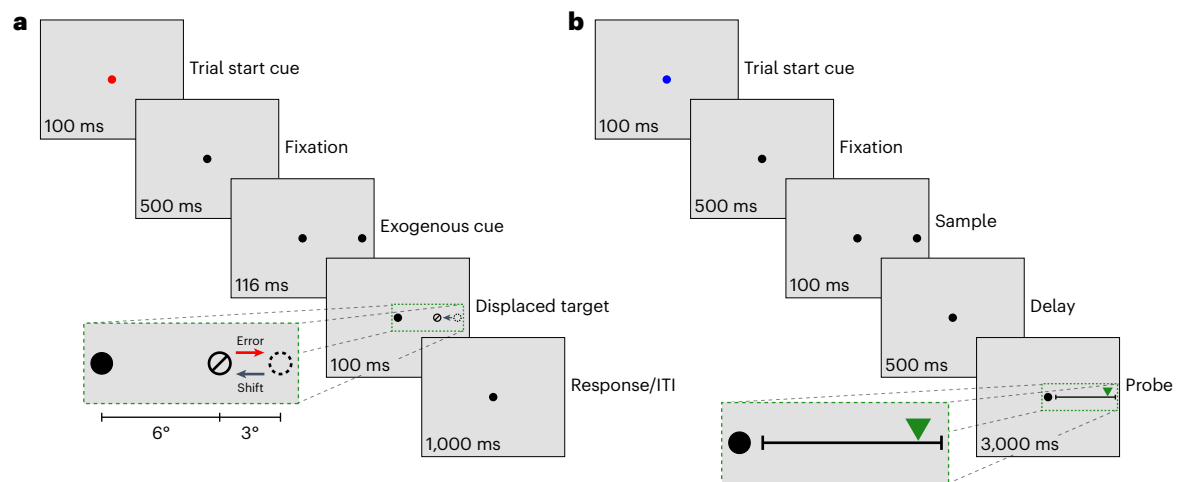 a
Trial start cue
100 ms
Fixation
500 ms
Exogenous cue
116 ms
Displaced target
100 ms
Error
Shift
6°
3°
Response/ITI
1,000 ms
b
Trial start cue
100 ms
Fixation
500 ms
Sample
100 ms
Delay
500 ms
Probe
3,000 ms